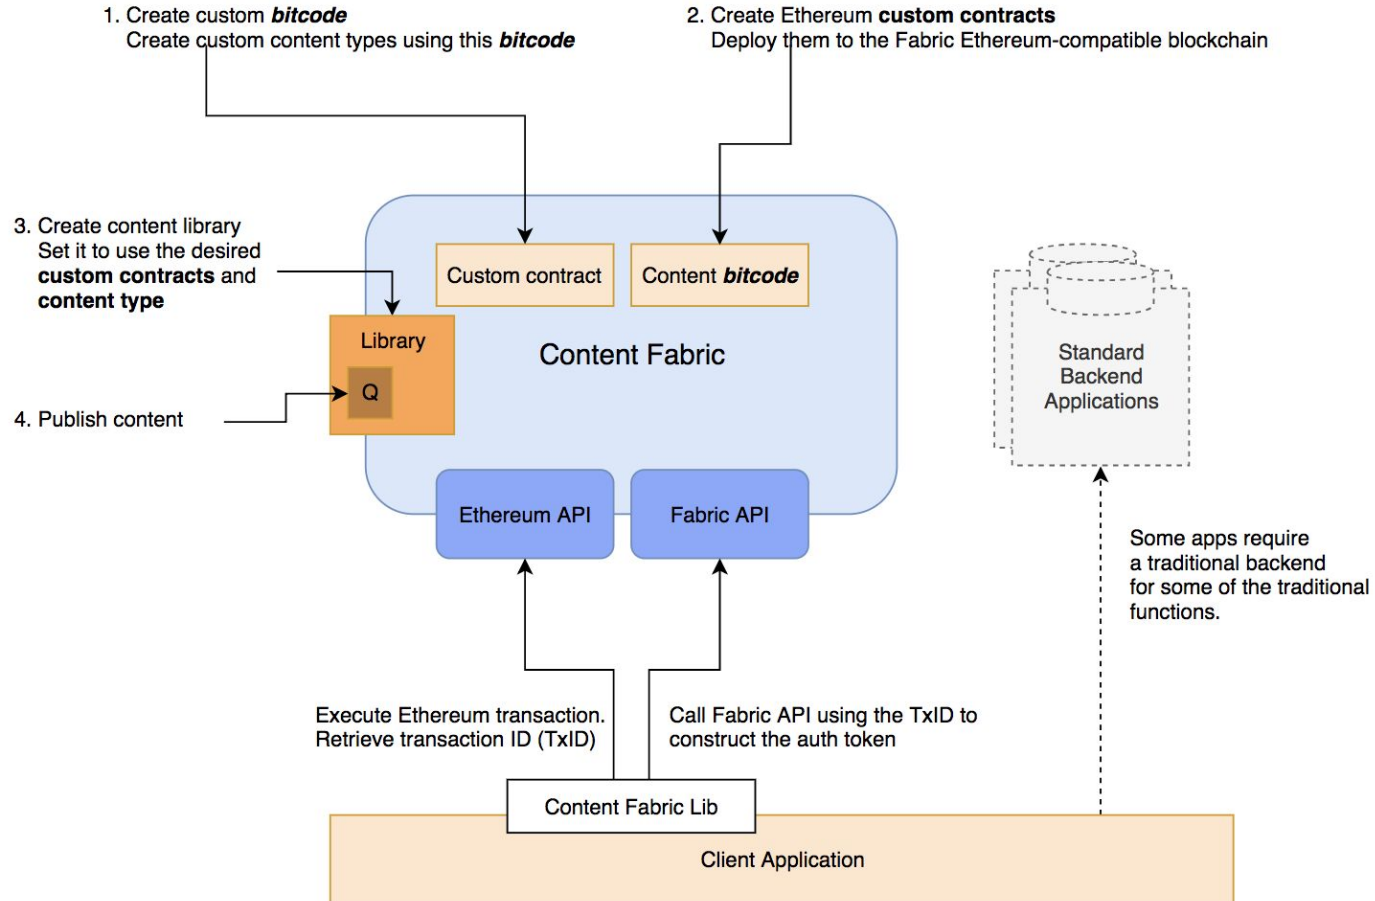 1. Create custom bitcode
Create custom content types using this bitcode
2. Create Ethereum custom contracts
Deploy them to the Fabric Ethereum-compatible blockchain
3. Create content library
Set it to use the desired
custom contracts and
content type
Custom contract
Content bitcode
Library
Content Fabric
Q
4. Publish content
Standard
Backend
Applications
Ethereum API
Fabric API
Some apps require
a traditional backend
for some of the traditional
functions.
Execute Ethereum transaction.
Retrieve transaction ID (TxID)
Call Fabric API using the TxID to
construct the auth token
Content Fabric Lib
Client Application